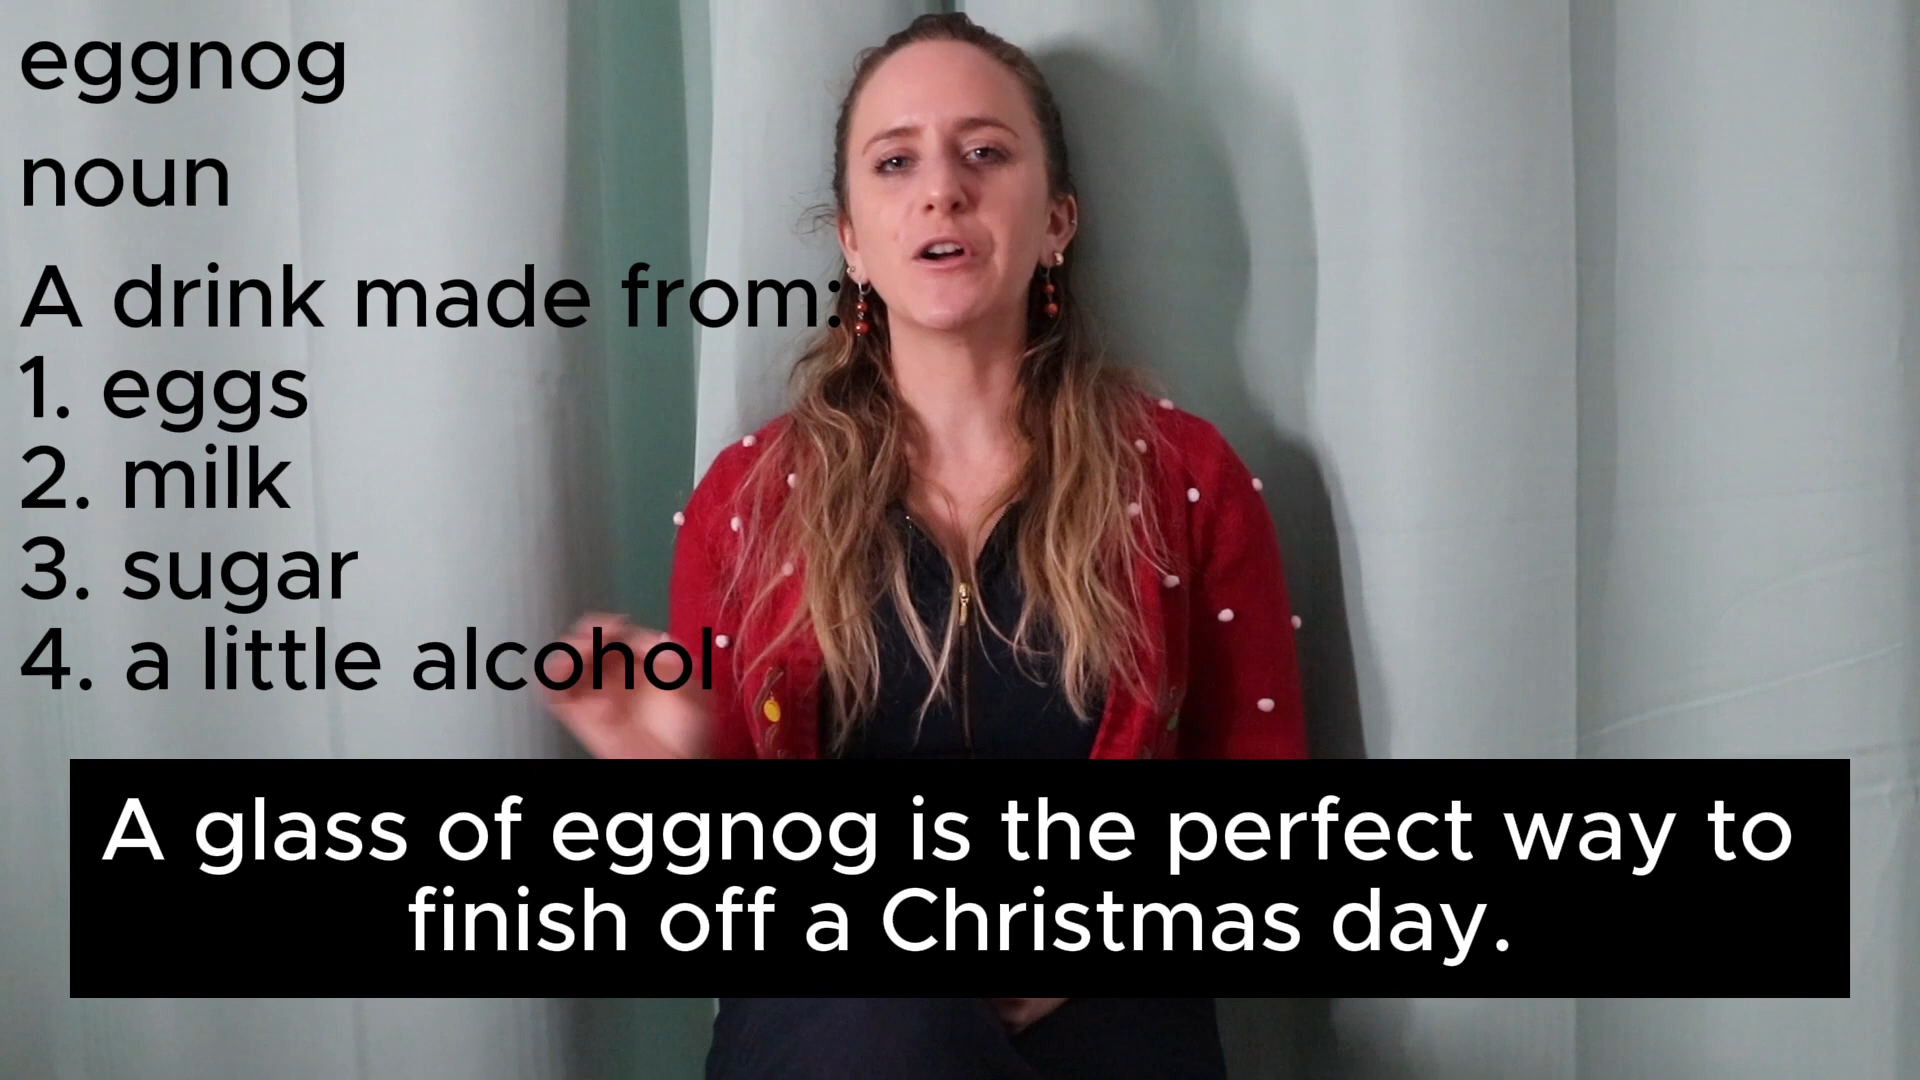 eggnog
noun
A drink made from:
1. eggs
2. milk
3. sugar
4. a little alcohol
A glass of eggnog is the perfect way to
finish off a Christmas day.